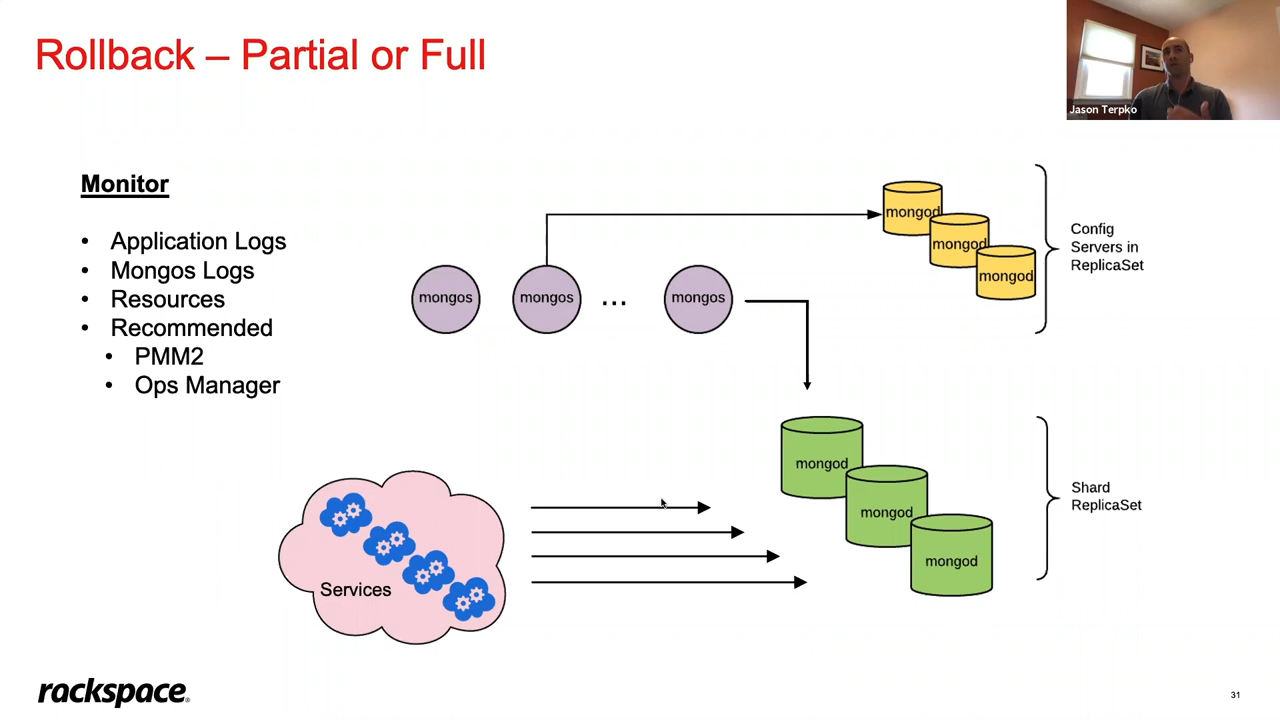 Rollback – Partial or Full
Jason Terpko
Monitor
• Application Logs
• Mongos Logs
• Resources
• Recommended
• PMM2
• Ops Manager
mongos
mongos
...
mongos
mongod
mongod
mongod
Config
Servers in
ReplicaSet
mongod
mongod
mongod
Shard
ReplicaSet
Services
rackspace®
31